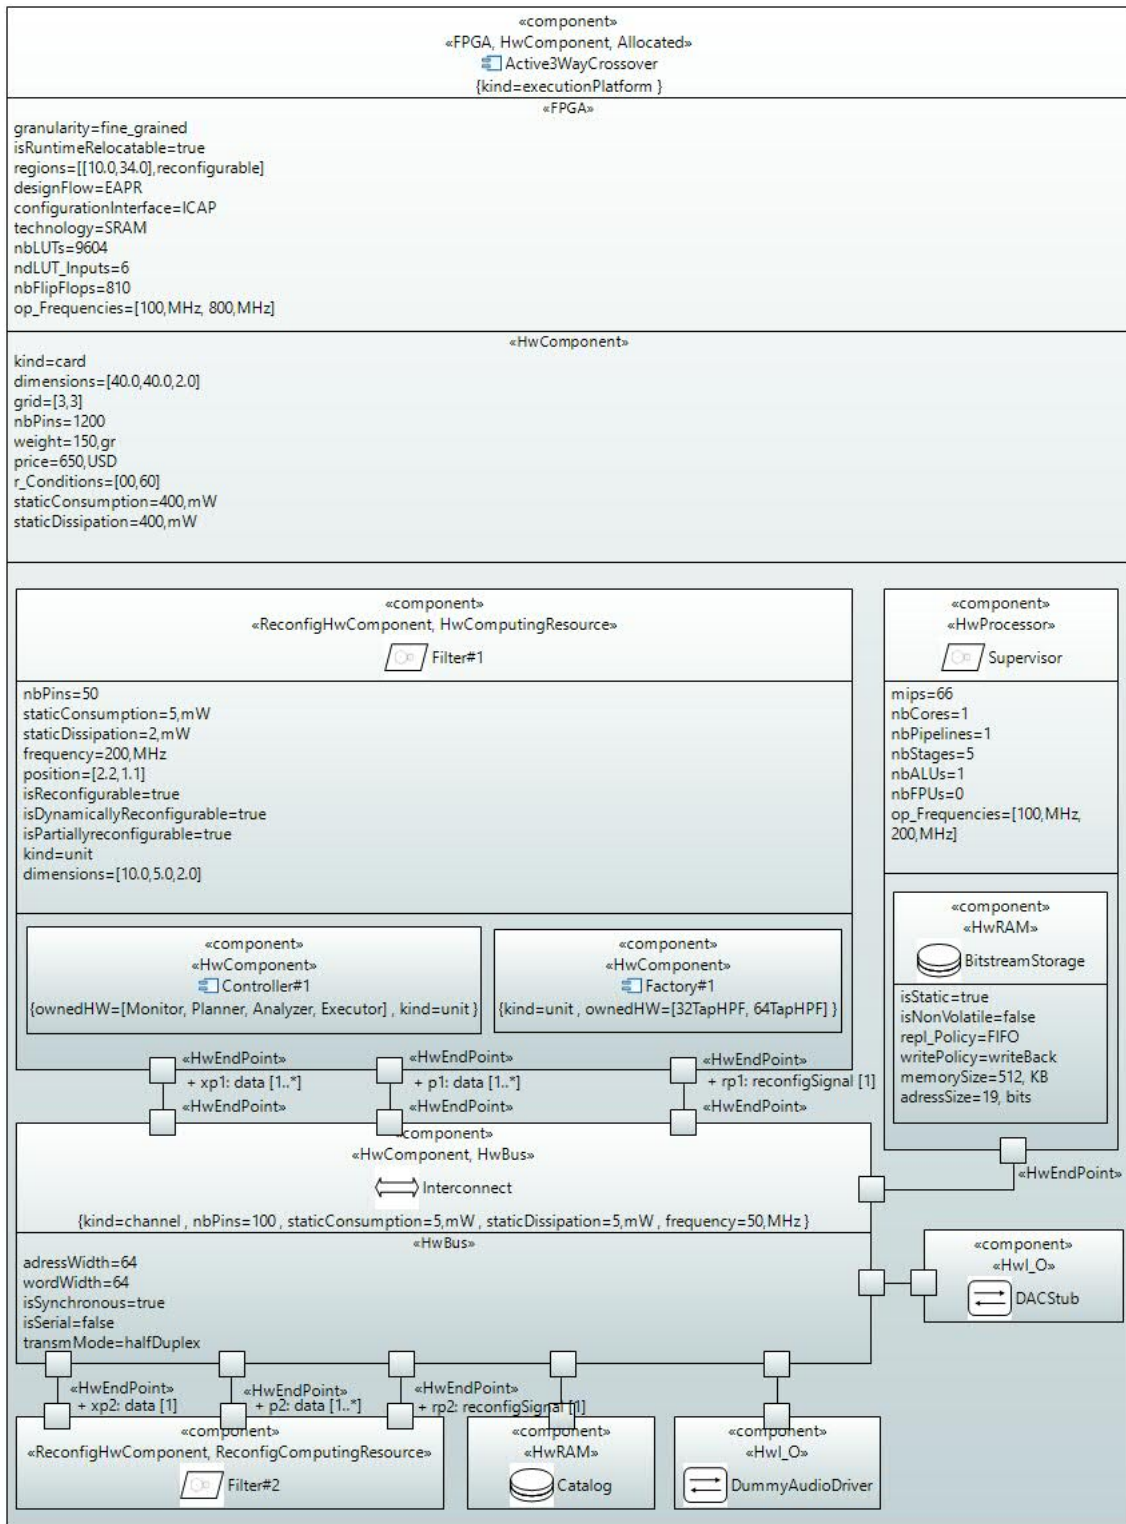 «component»
«FPGA, HwComponent, Allocated»
Active3WayCrossover
{kind=executionPlatform }
«FPGA»
granularity=fine_grained
isRuntimeRelocatable=true
regions=[[10.0,34.0],reconfigurable]
designFlow=EAPR
configurationInterface=ICAP
technology=SRAM
nbLUTs=9604
ndLUT_Inputs=6
nbFlipFlops=810
op_Frequencies=[100,MHz, 800,MHz]
«HwComponent»
kind=card
dimensions=[40.0,40.0,2.0]
grid=[3,3]
nbPins=1200
weight=150,gr
price=650,USD
r_Conditions=[00,60]
staticConsumption=400,mW
staticDissipation=400,mW
«component»
«ReconfigHwComponent, HwComputingResource»
Filter#1
nbPins=50
staticConsumption=5,mW
staticDissipation=2,mW
frequency=200,MHz
position=[2.2,1.1]
isReconfigurable=true
isDynamicallyReconfigurable=true
isPartiallyreconfigurable=true
kind=unit
dimensions=[10.0,5.0,2.0]
«component»
«HwComponent»
Controller#1
{ownedHW=[Monitor, Planner, Analyzer, Executor] , kind=unit }
«component»
«HwComponent»
Factory#1
{kind=unit , ownedHW=[32TapHPF, 64TapHPF] }
«component»
«HwProcessor»
Supervisor
mips=66
nbCores=1
nbPipelines=1
nbStages=5
nbALUs=1
nbFPUs=0
op_Frequencies=[100,MHz,
200,MHz]
«component»
«HwRAM»
BitstreamStorage
isStatic=true
isNonVolatile=false
repl_Policy=FIFO
writePolicy=writeBack
memorySize=512, KB
adressSize=19, bits
«HwEndPoint»
+ xp1: data [1..*]
«HwEndPoint»
«HwEndPoint»
+ p1: data [1..*]
«HwEndPoint»
«HwEndPoint»
+ rp1: reconfigSignal [1]
«HwEndPoint»
«HwEndPoint»
component»
«HwComponent, HwBus»
Interconnect
{kind=channel , nbPins=100 , staticConsumption=5,mW , staticDissipation=5,mW , frequency=50,MHz }
«HwBus»
adressWidth=64
wordWidth=64
isSynchronous=true
isSerial=false
transmMode=halfDuplex
«component»
«HwI_O»
DACStub
«HwEndPoint»
+ xp2: data [1]
«HwEndPoint»
+ p2: data [1..*]
«HwEndPoint»
+ rp2: reconfigSignal [1]
«component»
«ReconfigHwComponent, ReconfigComputingResource»
Filter#2
«component»
«HwRAM»
Catalog
«component»
«HwI_O»
DummyAudioDriver